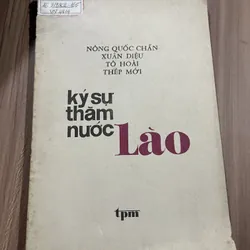 NÔNG QUỐC CHẤN
XUÂN DIỆU
TÔ HOÀI
THÉP MỚI
ký sự
thăm
nước
Lào
tpm